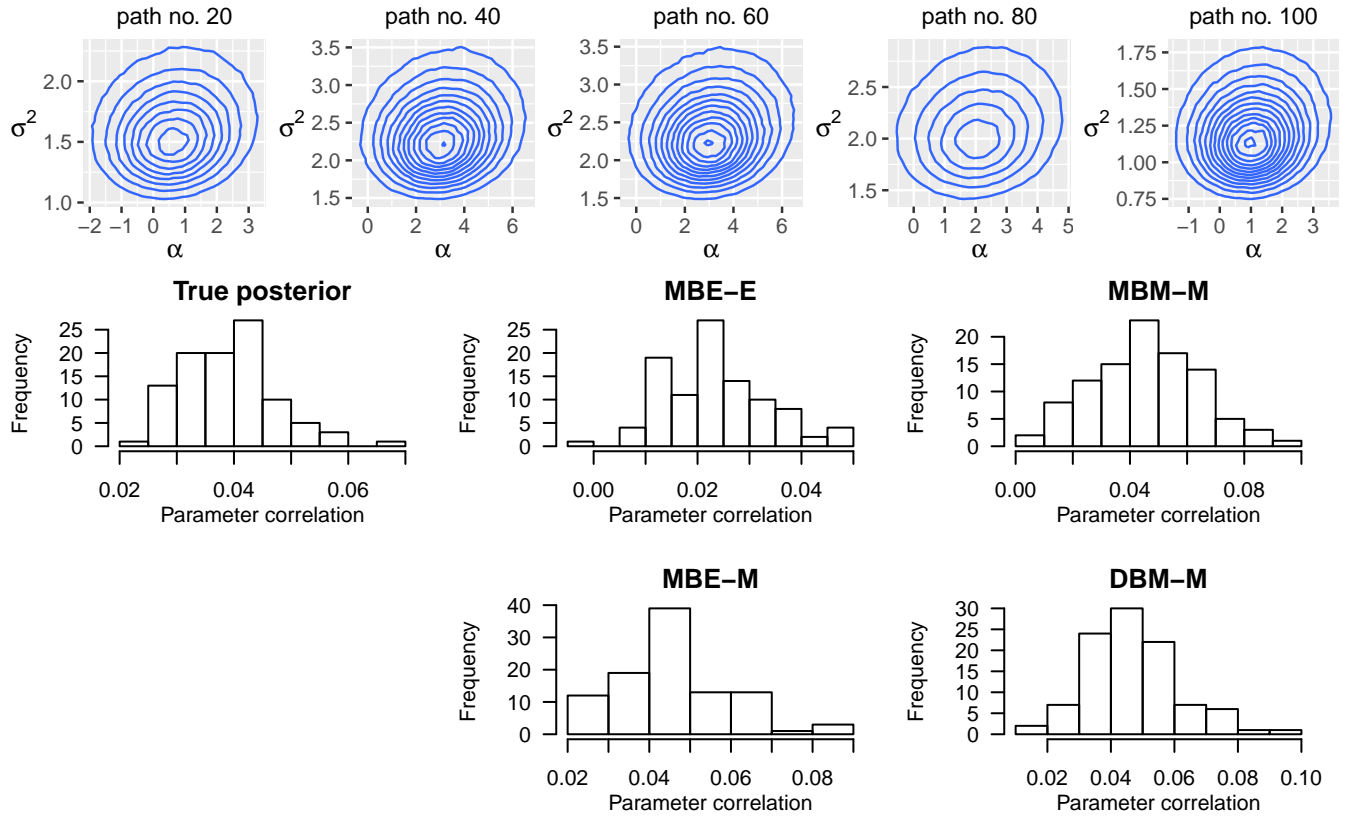 path no. 20
path no. 40
path no. 60
path no. 80
path no. 100
σ²
2.0
1.5
1.0
−2 −1 0 1 2 3
α
σ²
3.5
3.0
2.5
2.0
1.5
0 2 4 6
α
σ²
3.5
3.0
2.5
2.0
1.5
0 2 4 6
α
σ²
2.5
2.0
1.5
0 1 2 3 4 5
α
σ²
1.75
1.50
1.25
1.00
0.75
−1 0 1 2 3
α
True posterior
Frequency
25
20
15
10
5
0
0.02 0.04 0.06
Parameter correlation
MBE−E
Frequency
25
20
15
10
5
0
0.00 0.02 0.04
Parameter correlation
MBM−M
Frequency
20
15
10
5
0
0.00 0.04 0.08
Parameter correlation
MBE−M
Frequency
40
30
20
10
0
0.02 0.04 0.06 0.08
Parameter correlation
DBM−M
Frequency
30
25
20
15
10
5
0
0.02 0.04 0.06 0.08 0.10
Parameter correlation